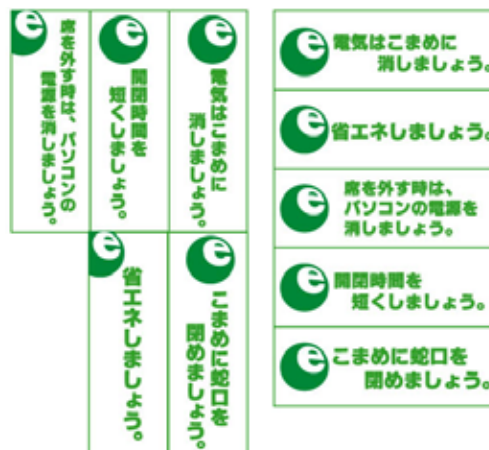 e
席を外す時は、パソコンの
電源を消しましょう。
e
開閉時間を
短くしましょう。
e
電気はこまめに
消しましょう。
e
省エネしましょう。
e
こまめに蛇口を
閉めましょう。
e
電気はこまめに
消しましょう。
e
省エネしましょう。
e
席を外す時は、
パソコンの電源を
消しましょう。
e
開閉時間を
短くしましょう。
e
こまめに蛇口を
閉めましょう。